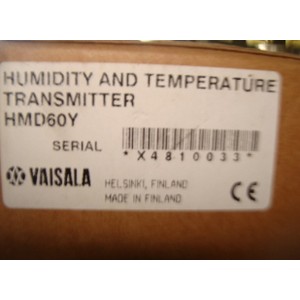 HUMIDITY AND TEMPERATURE
TRANSMITTER
HMD60Y
SERIAL *X4810033*
VAISALA HELSINKI, FINLAND
MADE IN FINLAND CE